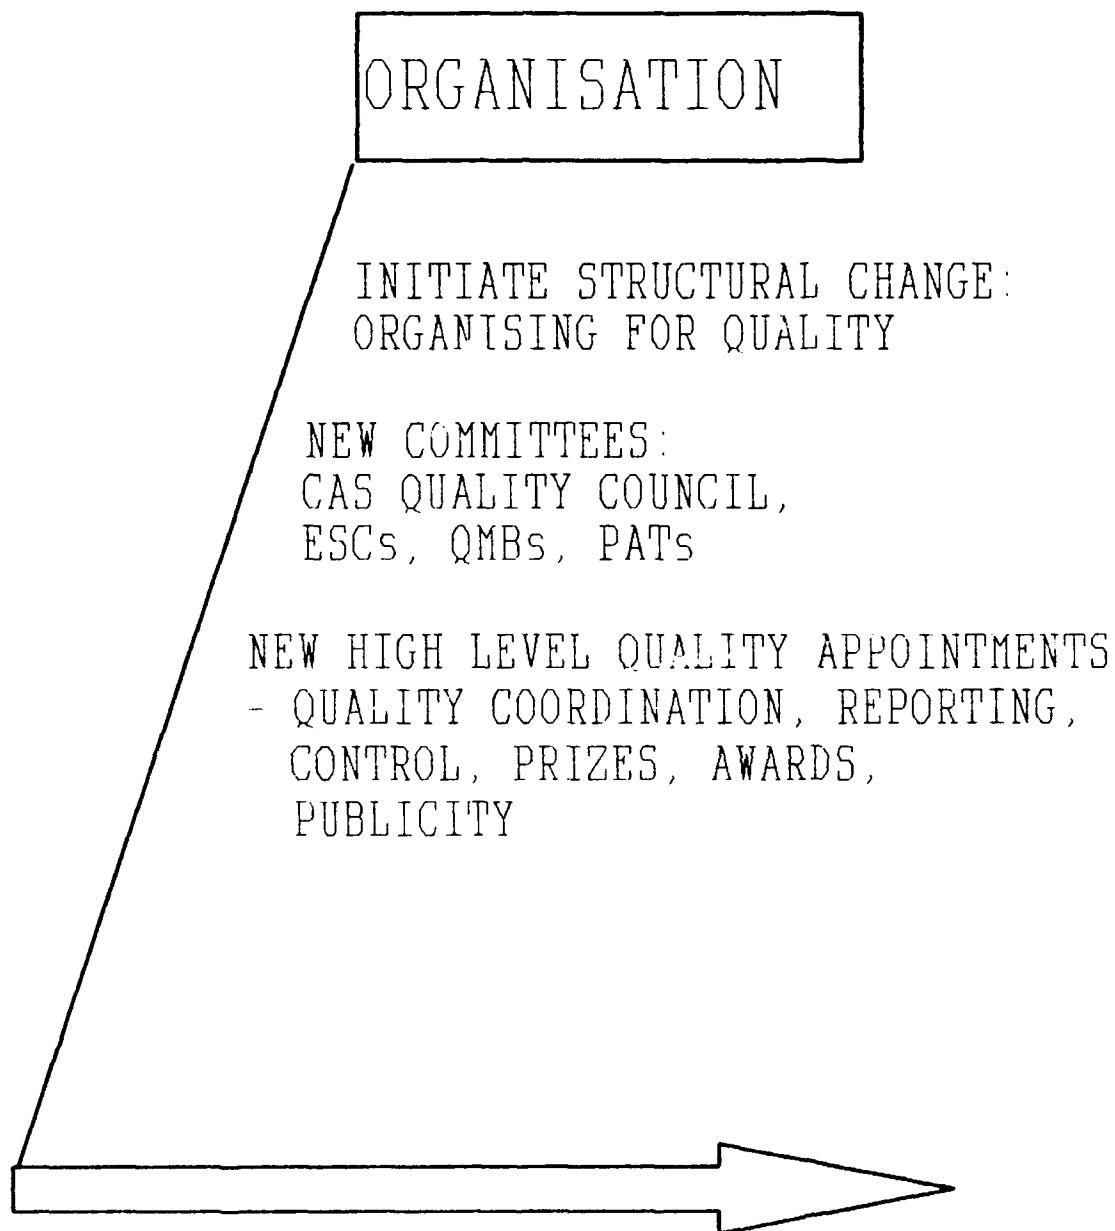 ORGANISATION
INITIATE STRUCTURAL CHANGE:
ORGANISING FOR QUALITY
NEW COMMITTEES:
CAS QUALITY COUNCIL,
ESCs, QMBs, PATs
NEW HIGH LEVEL QUALITY APPOINTMENTS
- QUALITY COORDINATION, REPORTING,
CONTROL, PRIZES, AWARDS,
PUBLICITY